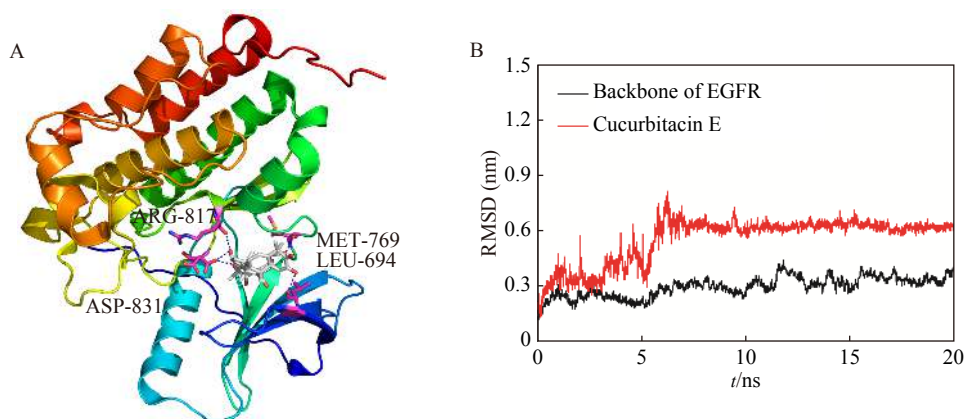 A
ARG-817
MET-769
LEU-694
ASP-831
B
1.5
1.2
0.9
0.6
0.3
0
RMSD (nm)
Backbone of EGFR
Cucurbitacin E
0 5 10 15 20
t/ns